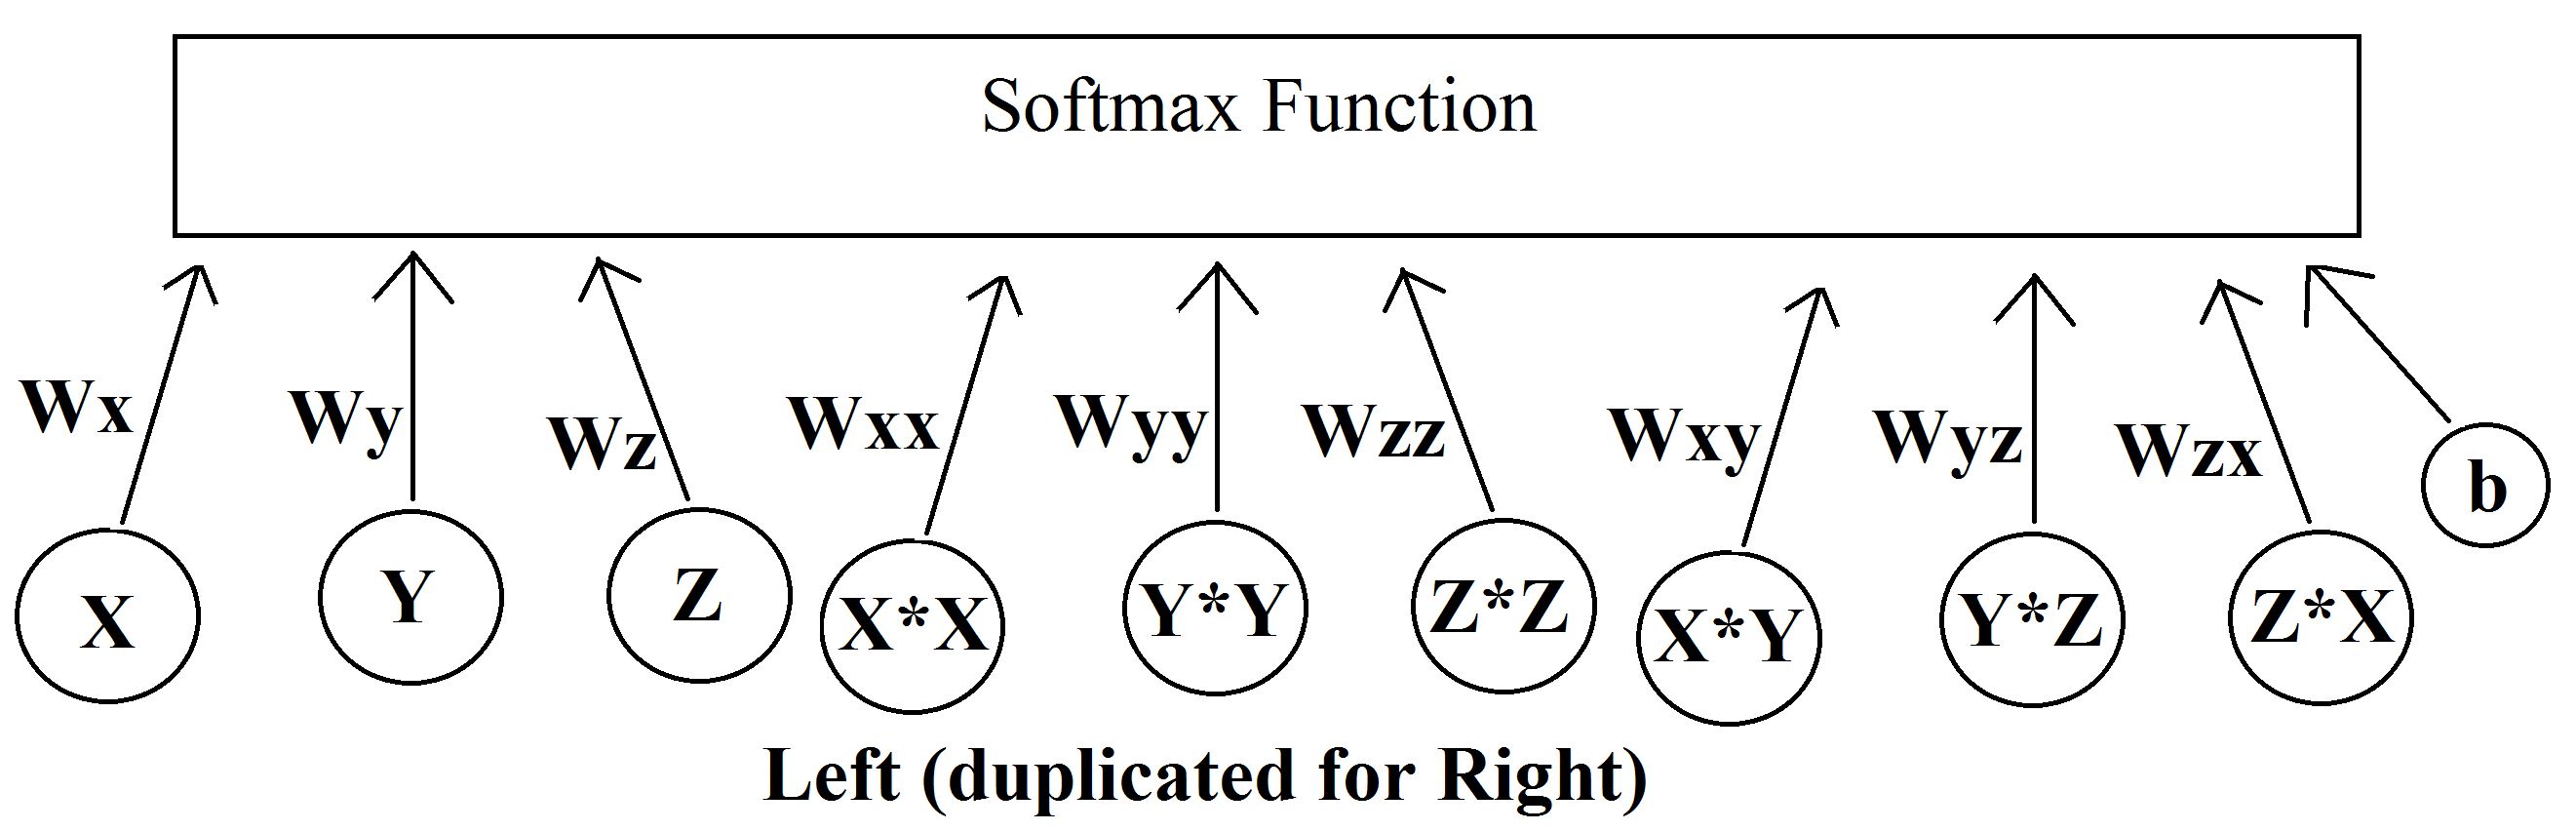 Softmax Function
Wx Wy Wz Wxx Wyy Wzz Wxy Wyz Wzx b
X Y Z X*X Y*Y Z*Z X*Y Y*Z Z*X
Left (duplicated for Right)